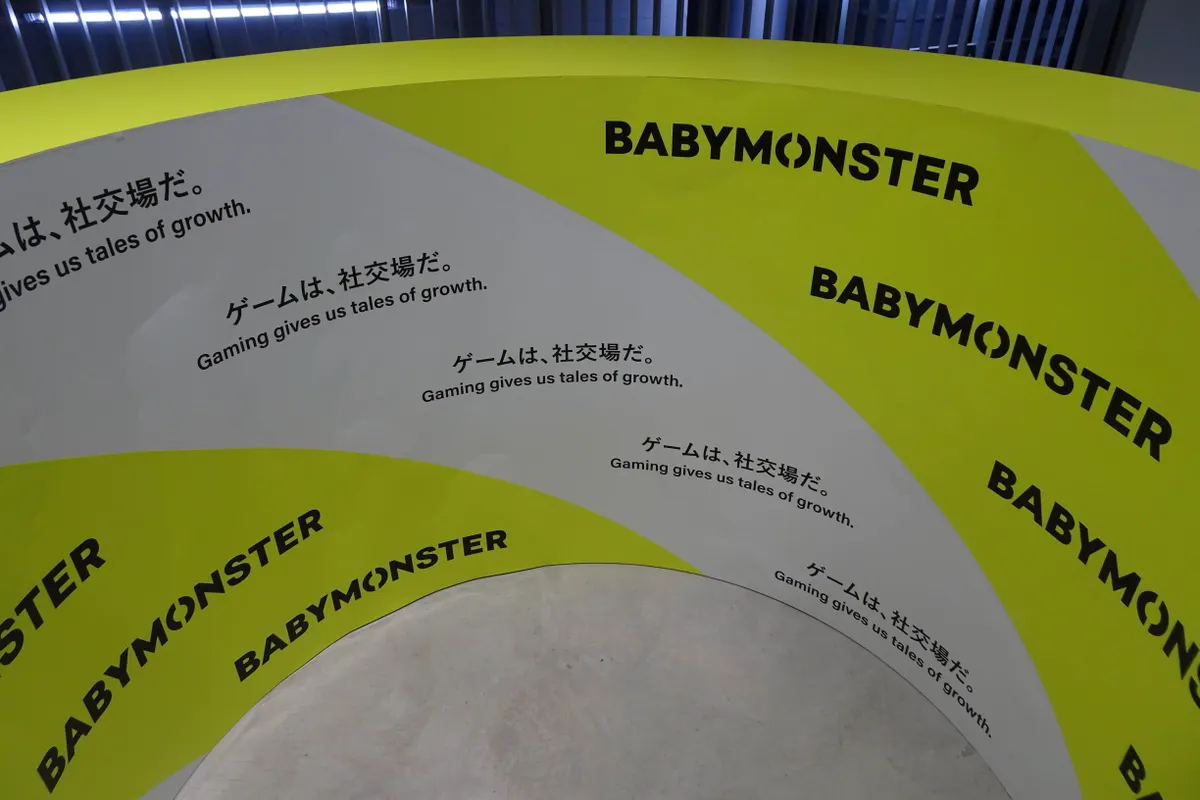 BABYMONSTER
ムは、社交場だ。
gives us tales of growth.
ゲームは、社交場だ。
Gaming gives us tales of growth.
BABYMONSTER
ゲームは、社交場だ。
Gaming gives us tales of growth.
ゲームは、社交場だ。
Gaming gives us tales of growth.
BABYMONS
STER
BABYMONSTER
BABYMONSTER
ゲームは、社交場だ。
Gaming gives us tales of growth.
BA